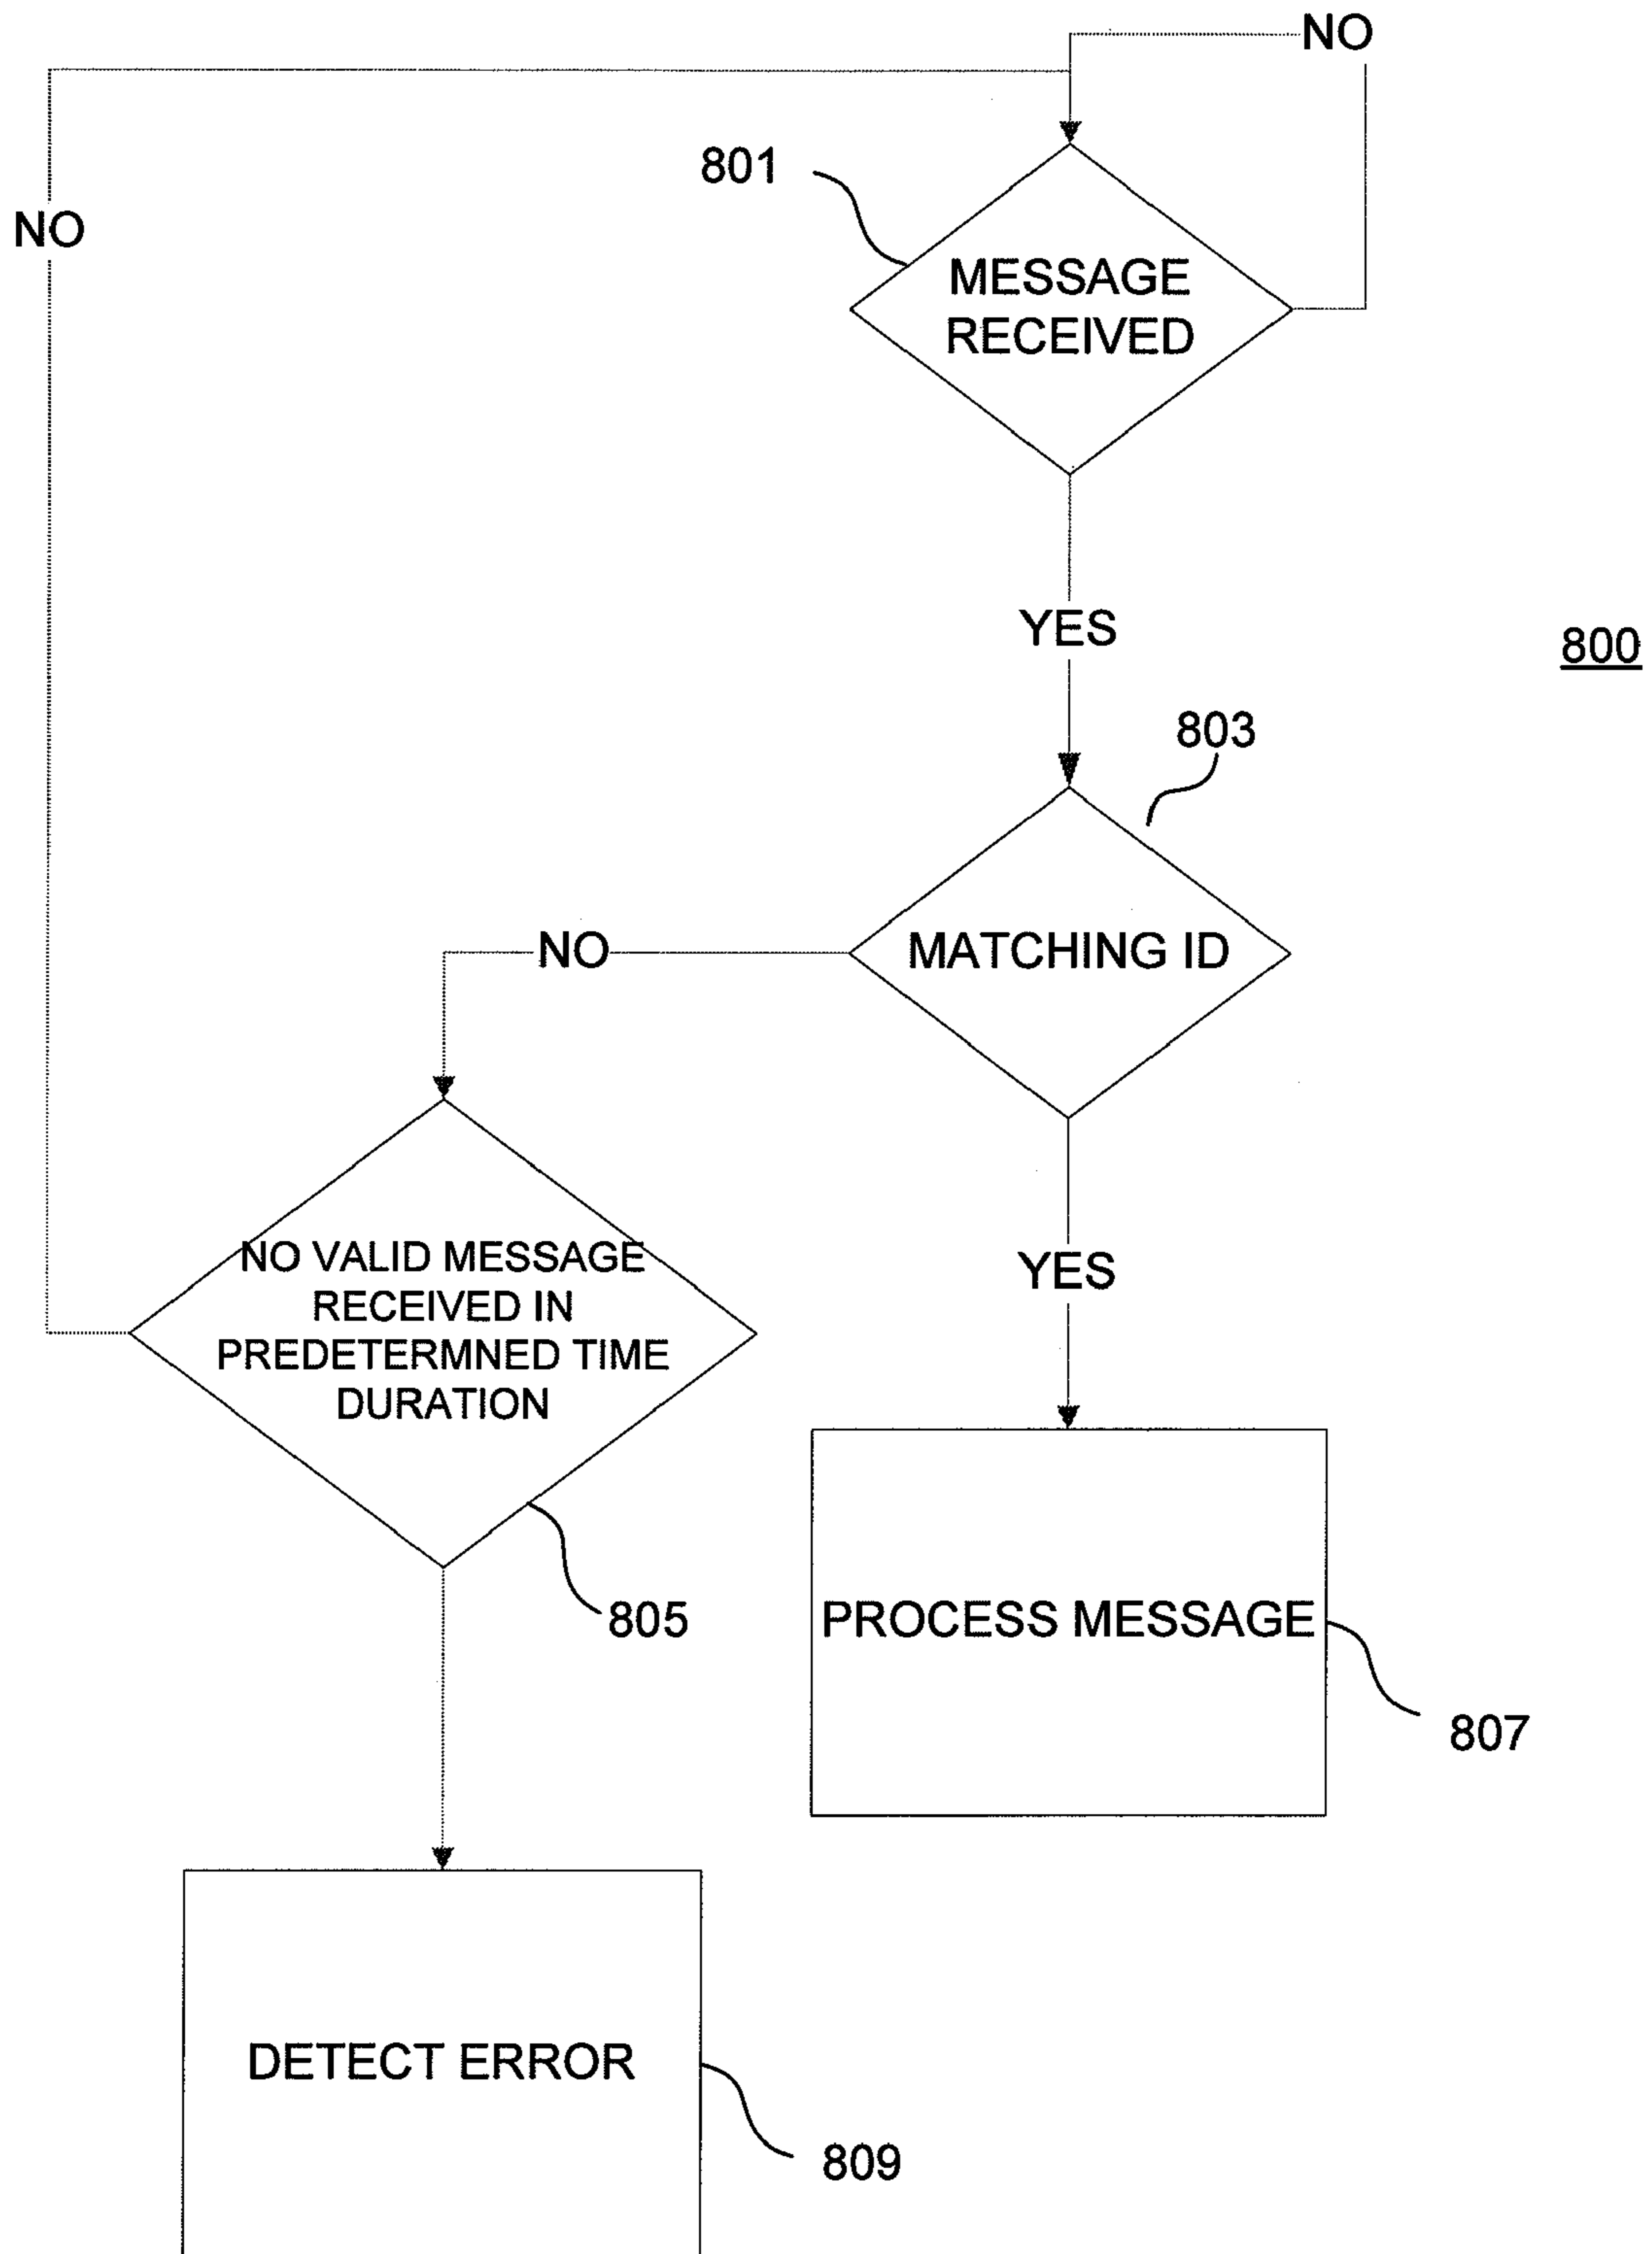 NO
801
NO
MESSAGE
RECEIVED
YES
800
803
NO
MATCHING ID
NO VALID MESSAGE
RECEIVED IN
PREDETERMNED TIME
DURATION
YES
805
PROCESS MESSAGE
807
DETECT ERROR
809